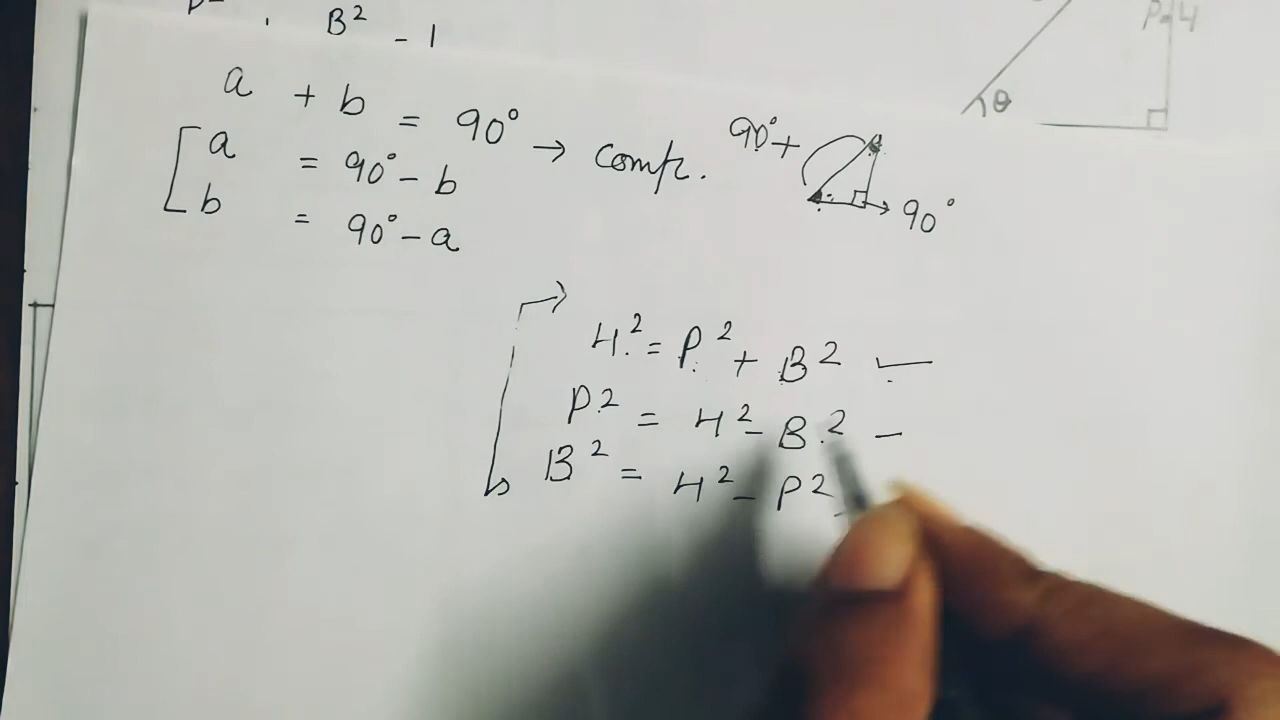 B² - 1
P=4
θ
a + b = 90° → comp.
a = 90° - b
b = 90° - a
90°+
90°
H² = P² + B²
P² = H² - B²
B² = H² - P²